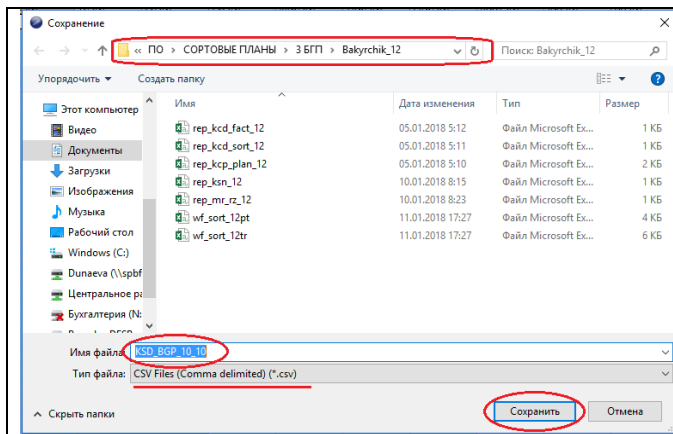 Сохранение
« ПО › СОРТОВЫЕ ПЛАНЫ › 3 БГП › Bakyrchik_12
Поиск: Bakyrchik_12
Упорядочить Создать папку
Этот компьютер
Видео
Документы
Загрузки
Изображения
Музыка
Рабочий стол
Windows (C:)
Dunaeva (\\spbf
Центральное ра
Бухгалтерия (N:
Имя Дата изменения Тип Размер
rep_kcd_fact_12 05.01.2018 5:12 Файл Microsoft Ex... 1 КБ
rep_kcd_sort_12 05.01.2018 5:11 Файл Microsoft Ex... 1 КБ
rep_kcp_plan_12 05.01.2018 5:10 Файл Microsoft Ex... 2 КБ
rep_ksn_12 10.01.2018 8:15 Файл Microsoft Ex... 1 КБ
rep_mr_rz_12 10.01.2018 8:23 Файл Microsoft Ex... 1 КБ
wf_sort_12pt 11.01.2018 17:27 Файл Microsoft Ex... 4 КБ
wf_sort_12tr 11.01.2018 17:27 Файл Microsoft Ex... 6 КБ
Имя файла: KSD_BGP_10_10
Тип файла: CSV Files (Comma delimited) (*.csv)
Скрыть папки
Сохранить
Отмена